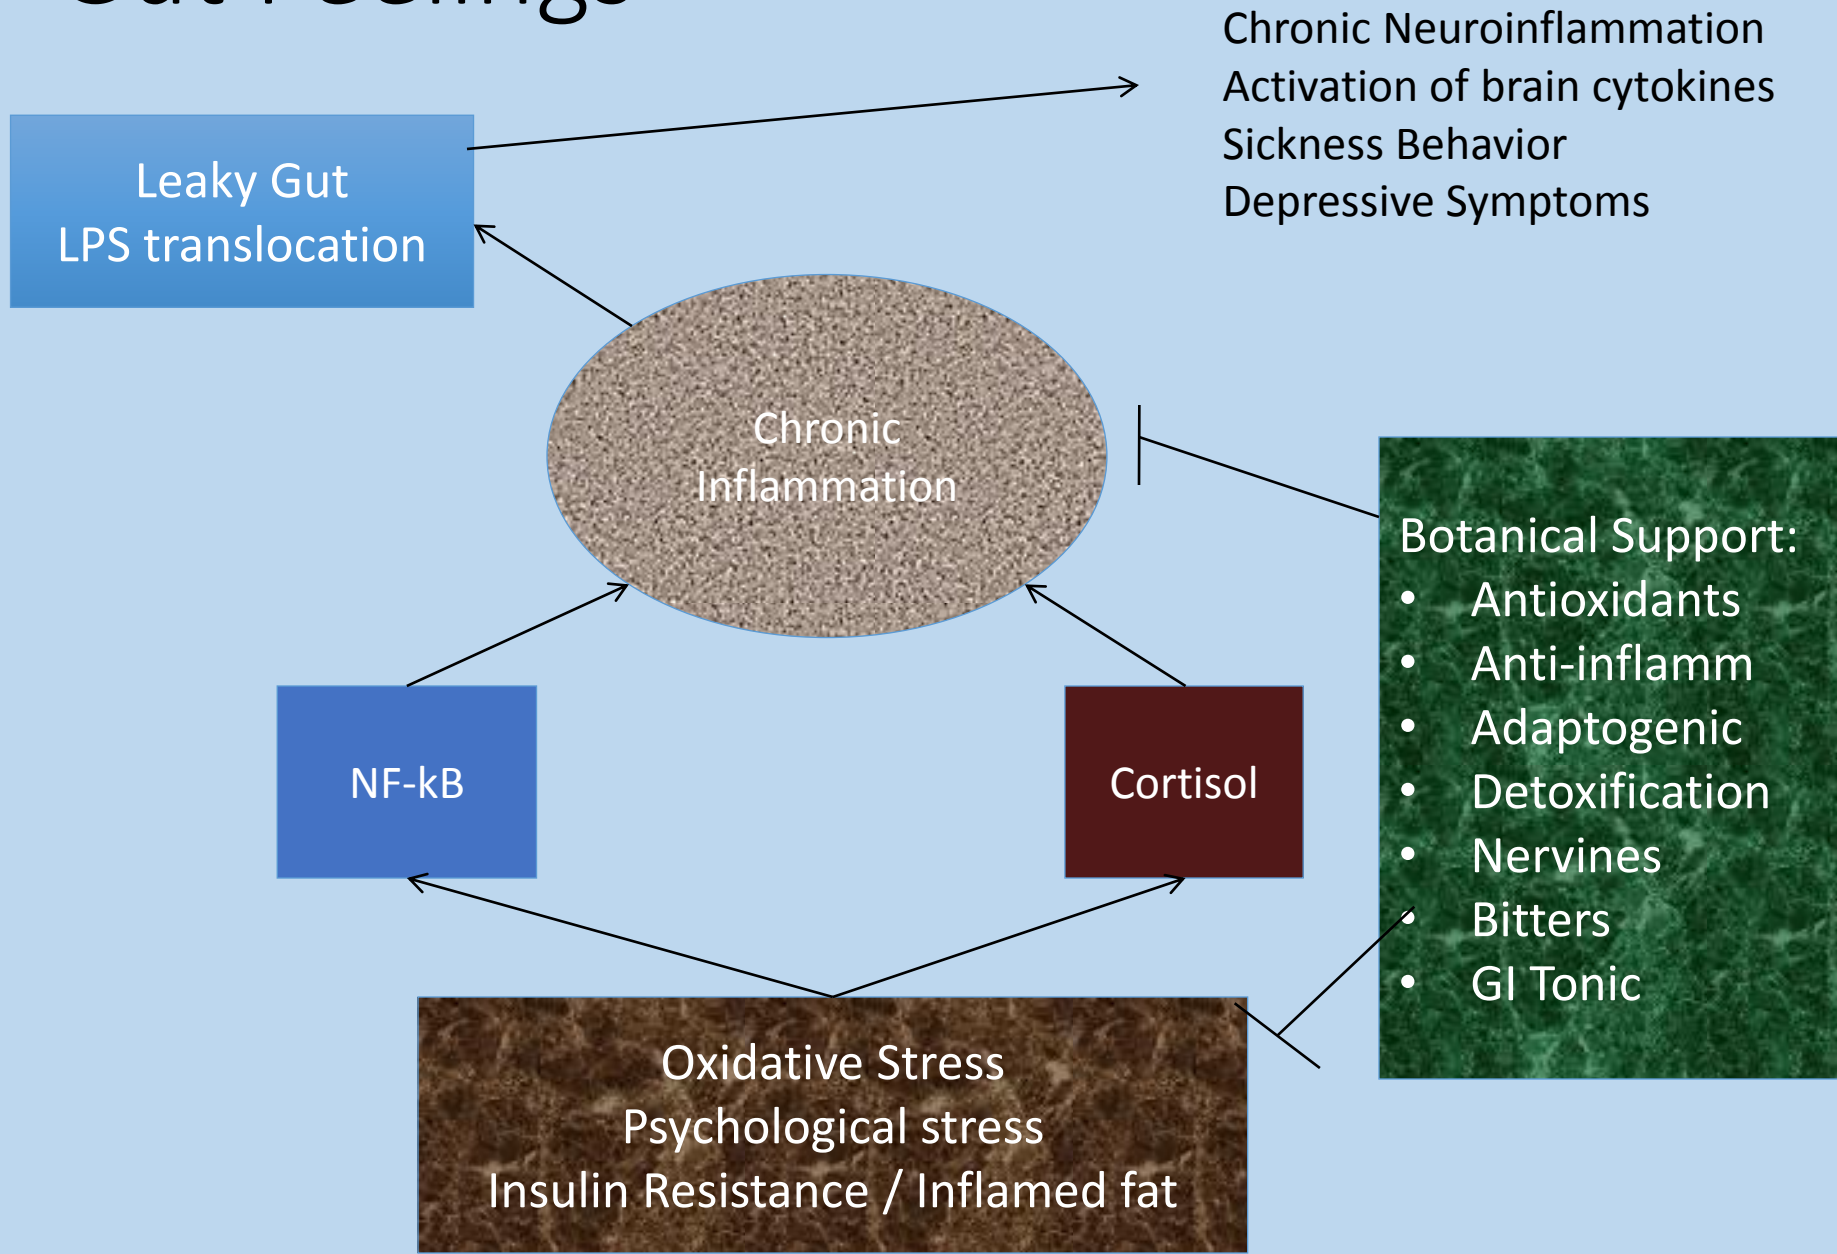 Gut Feelings
Chronic Neuroinflammation
Activation of brain cytokines
Sickness Behavior
Depressive Symptoms
Leaky Gut
LPS translocation
Chronic
Inflammation
Botanical Support:
• Antioxidants
• Anti-inflamm
• Adaptogenic
• Detoxification
• Nervines
• Bitters
• GI Tonic
NF-kB
Cortisol
Oxidative Stress
Psychological stress
Insulin Resistance / Inflamed fat